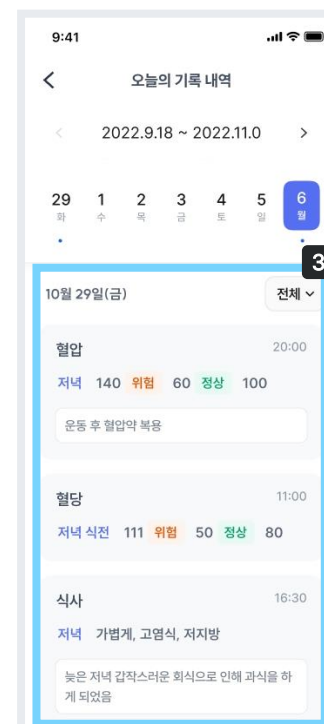 9:41
오늘의 기록 내역
2022.9.18 ~ 2022.11.0
29 1 2 3 4 5 6
화 수 목 금 토 일 월
3
10월 29일(금) 전체
혈압 20:00
저녁 140 위험 60 정상 100
운동 후 혈압약 복용
혈당 11:00
저녁 식전 111 위험 50 정상 80
식사 16:30
저녁 가볍게, 고염식, 저지방
늦은 저녁 갑작스러운 회식으로 인해 과식을 하
게 되었음